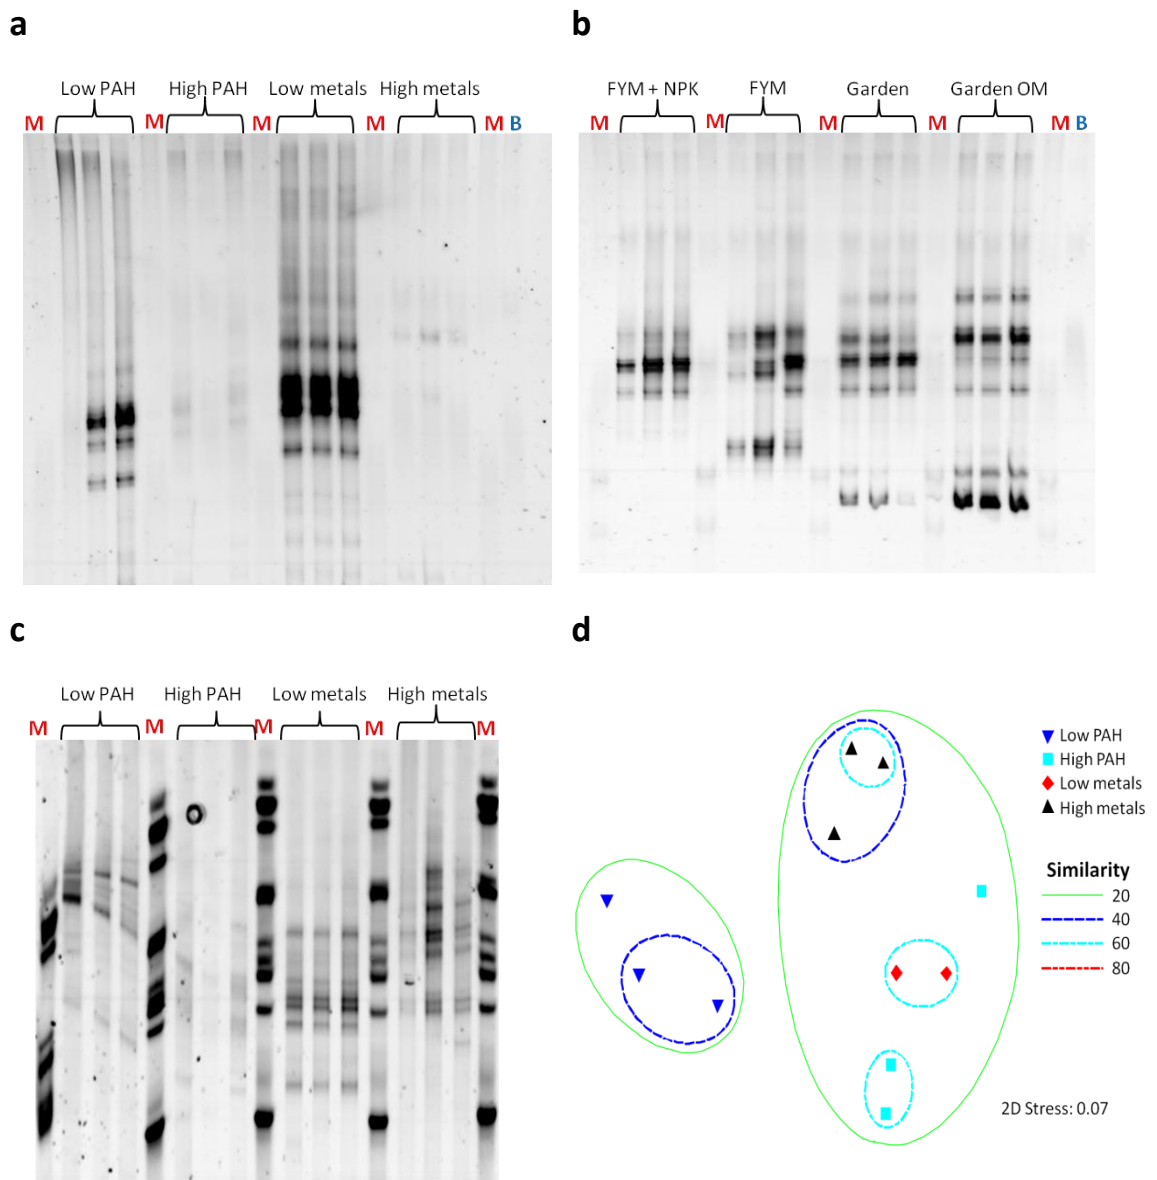 a
Low PAH High PAH Low metals High metals
M M M M M B
b
FYM + NPK FYM Garden Garden OM
M M M M M B
c
Low PAH High PAH Low metals High metals
M M M M M
d
Low PAH
High PAH
Low metals
High metals
Similarity
20
40
60
80
2D Stress: 0.07